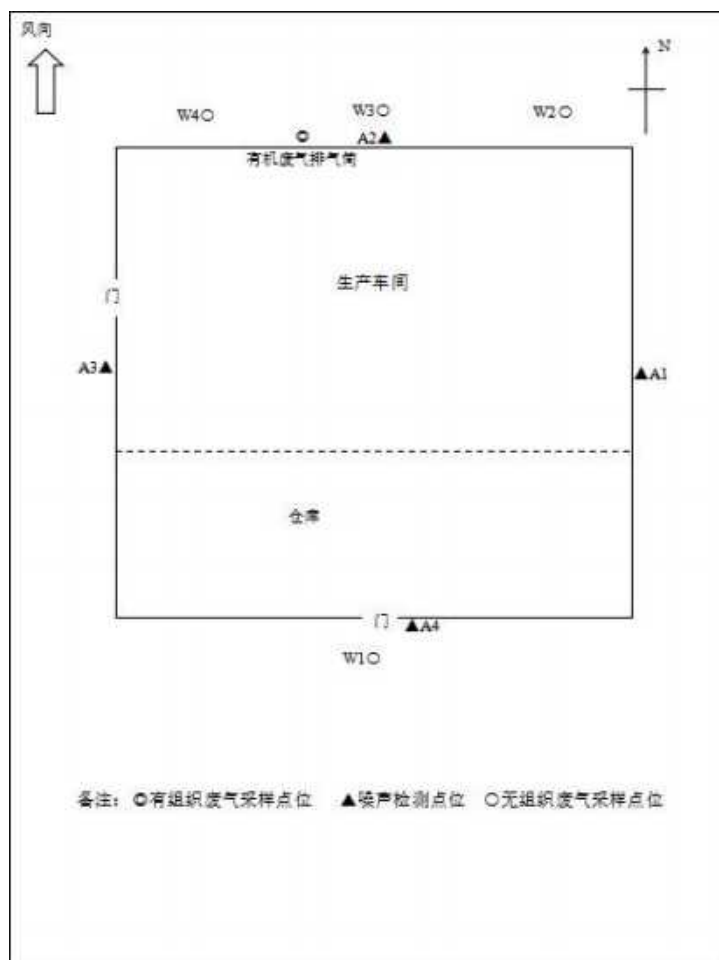 风向
N
W4○ W3○ W2○
◎ A2▲
有机废气排气筒
生产车间
门
A3▲ ▲A1
仓库
门 ▲A4
W1○
备注：◎有组织废气采样点位 ▲噪声检测点位 ○无组织废气采样点位